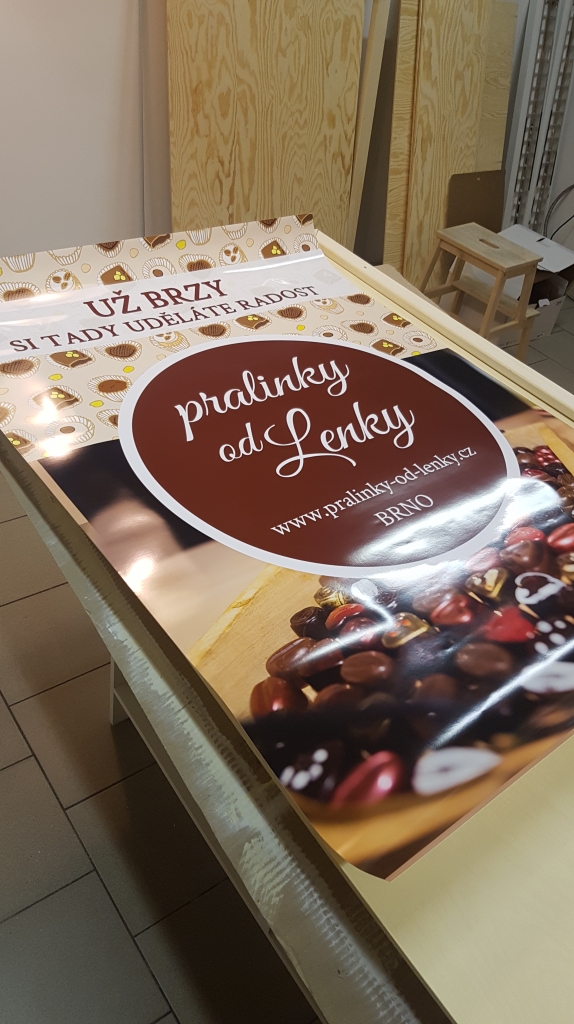 UŽ BRZY
SI TADY UDĚLÁTE RADOST
pralinky
od Lenky
www.pralinky-od-lenky.cz
BRNO